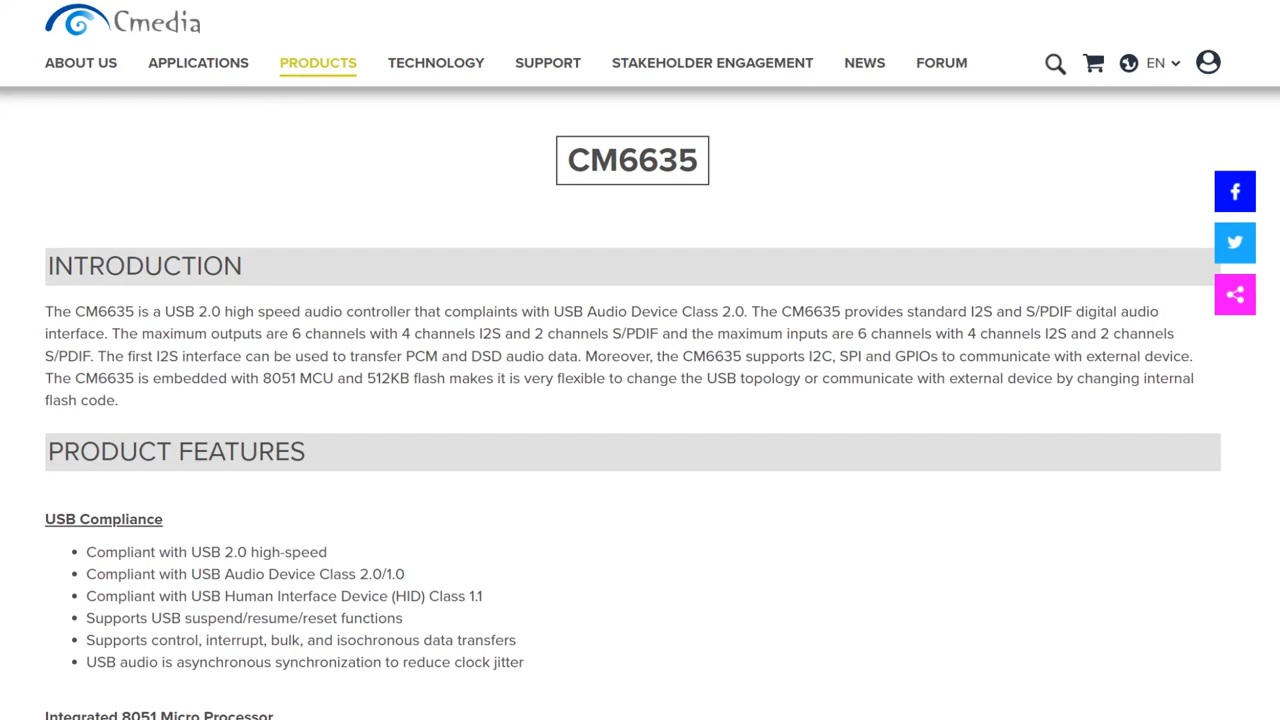 Cmedia
ABOUT US APPLICATIONS PRODUCTS TECHNOLOGY SUPPORT STAKEHOLDER ENGAGEMENT NEWS FORUM EN
CM6635
INTRODUCTION
The CM6635 is a USB 2.0 high speed audio controller that complaints with USB Audio Device Class 2.0. The CM6635 provides standard I2S and S/PDIF digital audio
interface. The maximum outputs are 6 channels with 4 channels I2S and 2 channels S/PDIF and the maximum inputs are 6 channels with 4 channels I2S and 2 channels
S/PDIF. The first I2S interface can be used to transfer PCM and DSD audio data. Moreover, the CM6635 supports I2C, SPI and GPIOs to communicate with external device.
The CM6635 is embedded with 8051 MCU and 512KB flash makes it is very flexible to change the USB topology or communicate with external device by changing internal
flash code.
PRODUCT FEATURES
USB Compliance
• Compliant with USB 2.0 high-speed
• Compliant with USB Audio Device Class 2.0/1.0
• Compliant with USB Human Interface Device (HID) Class 1.1
• Supports USB suspend/resume/reset functions
• Supports control, interrupt, bulk, and isochronous data transfers
• USB audio is asynchronous synchronization to reduce clock jitter
Integrated 8051 Micro Processor